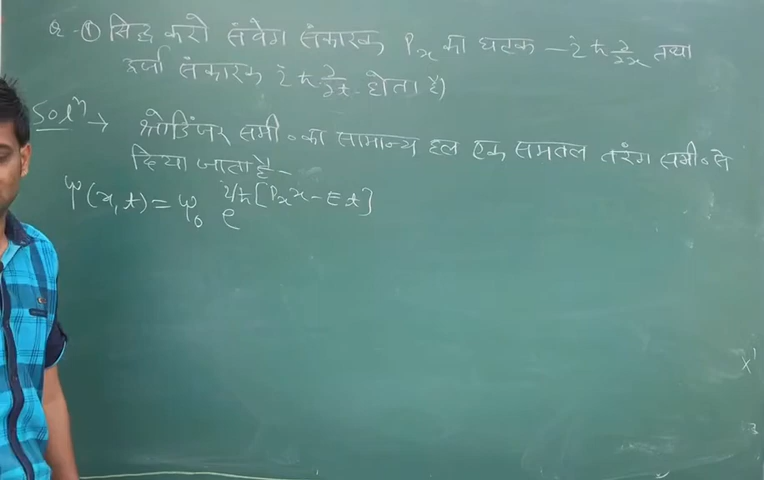 Q-① सिद्ध करो संवेग संकारक Pₓ का घटक -iħ ∂/∂x तथा
ऊर्जा संकारक iħ ∂/∂t होता है)
Solⁿ → श्रोडिंजर समी॰ का सामान्य हल एक समतल तरंग समी॰ से
दिया जाता है -
ψ(x,t) = ψ₀ e^{i/ħ[Pₓx - Et]}